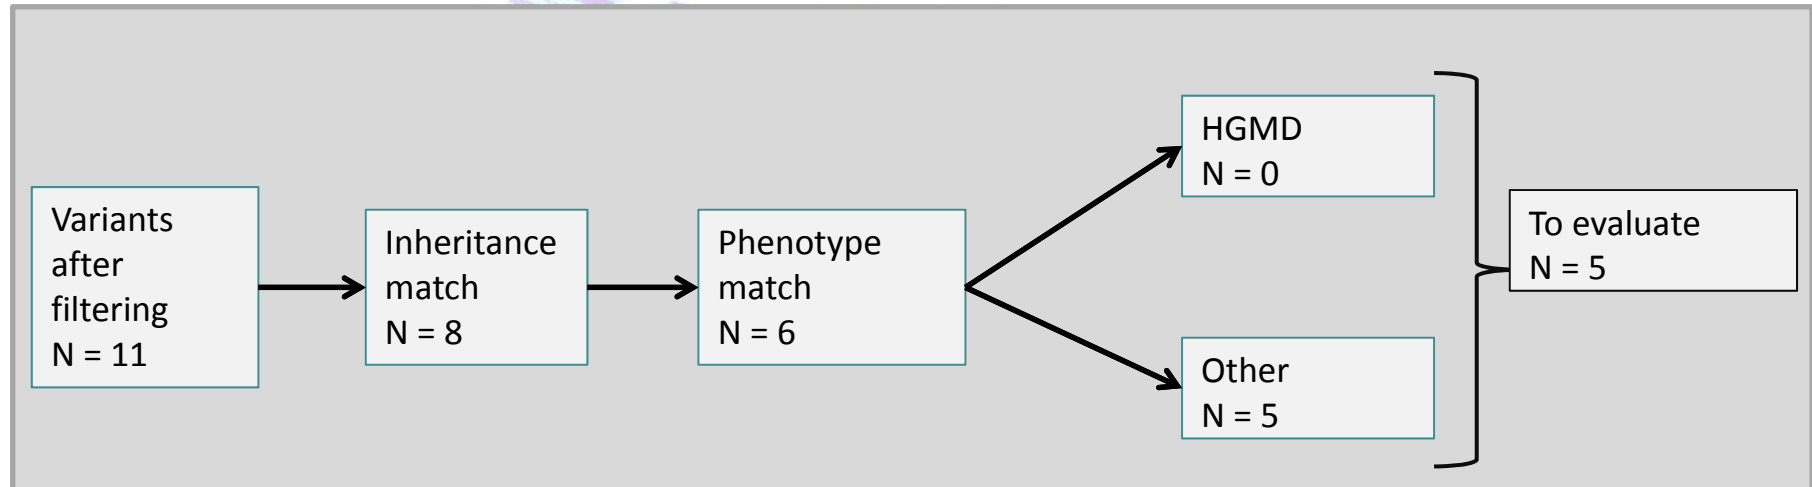 Variants
after
filtering
N = 11
Inheritance
match
N = 8
Phenotype
match
N = 6
HGMD
N = 0
Other
N = 5
To evaluate
N = 5